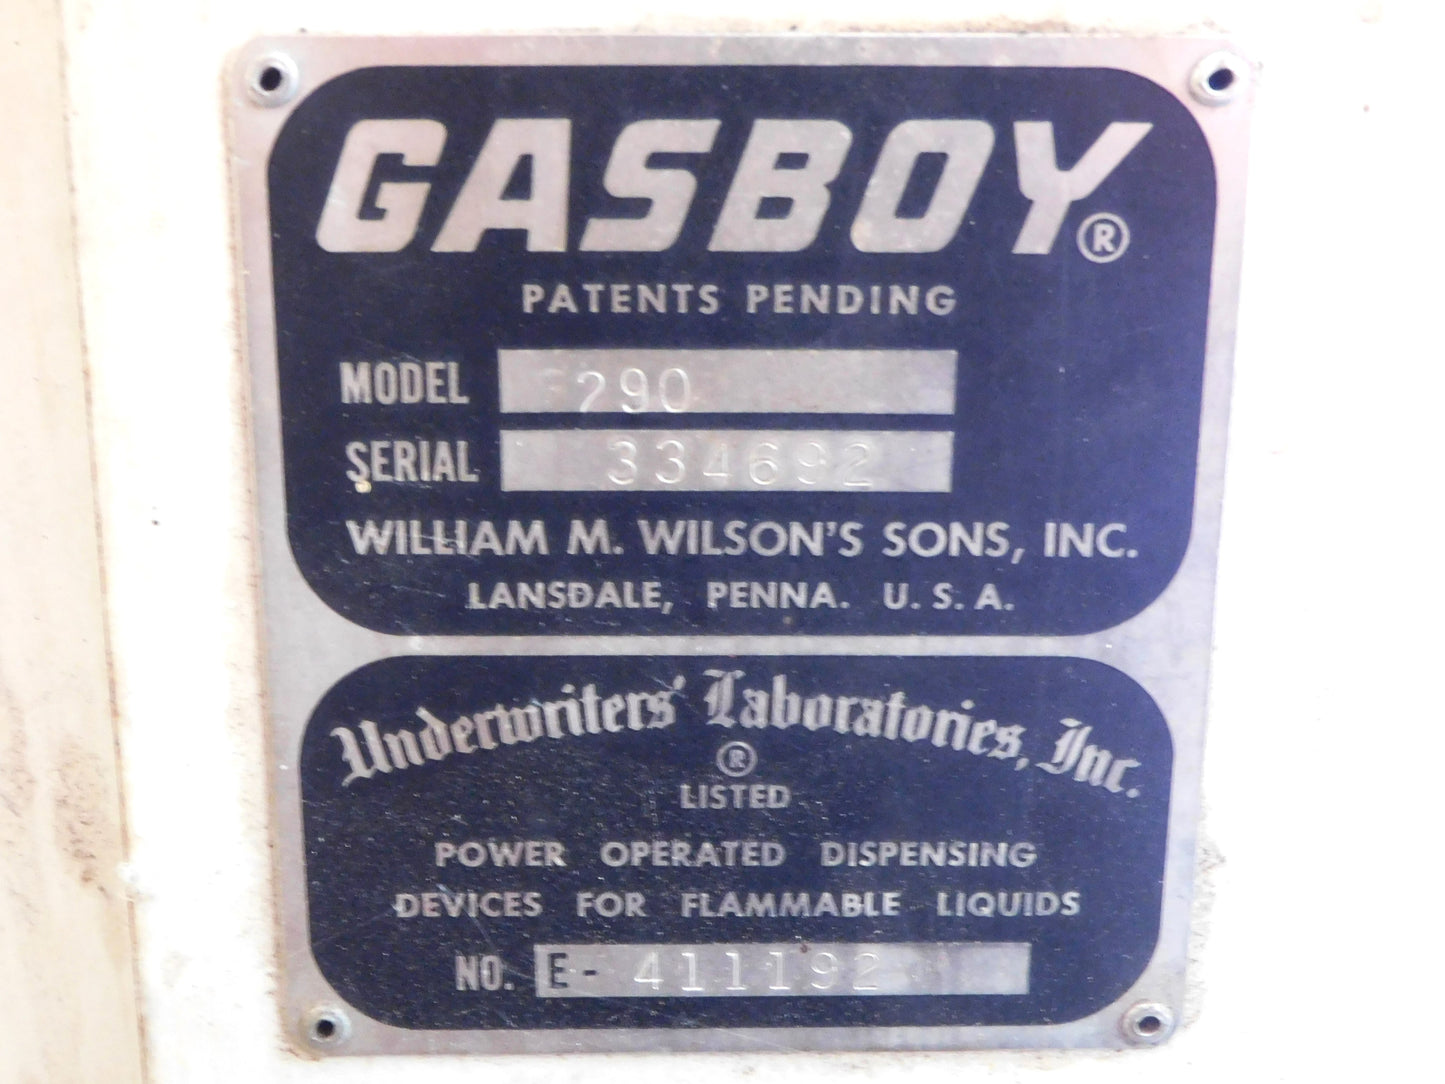 GASBOY®
PATENTS PENDING
MODEL 290
SERIAL 334692
WILLIAM M. WILSON'S SONS, INC.
LANSDALE, PENNA. U. S. A.
Underwriters' Laboratories, Inc.
®
LISTED
POWER OPERATED DISPENSING
DEVICES FOR FLAMMABLE LIQUIDS
NO. E- 411192